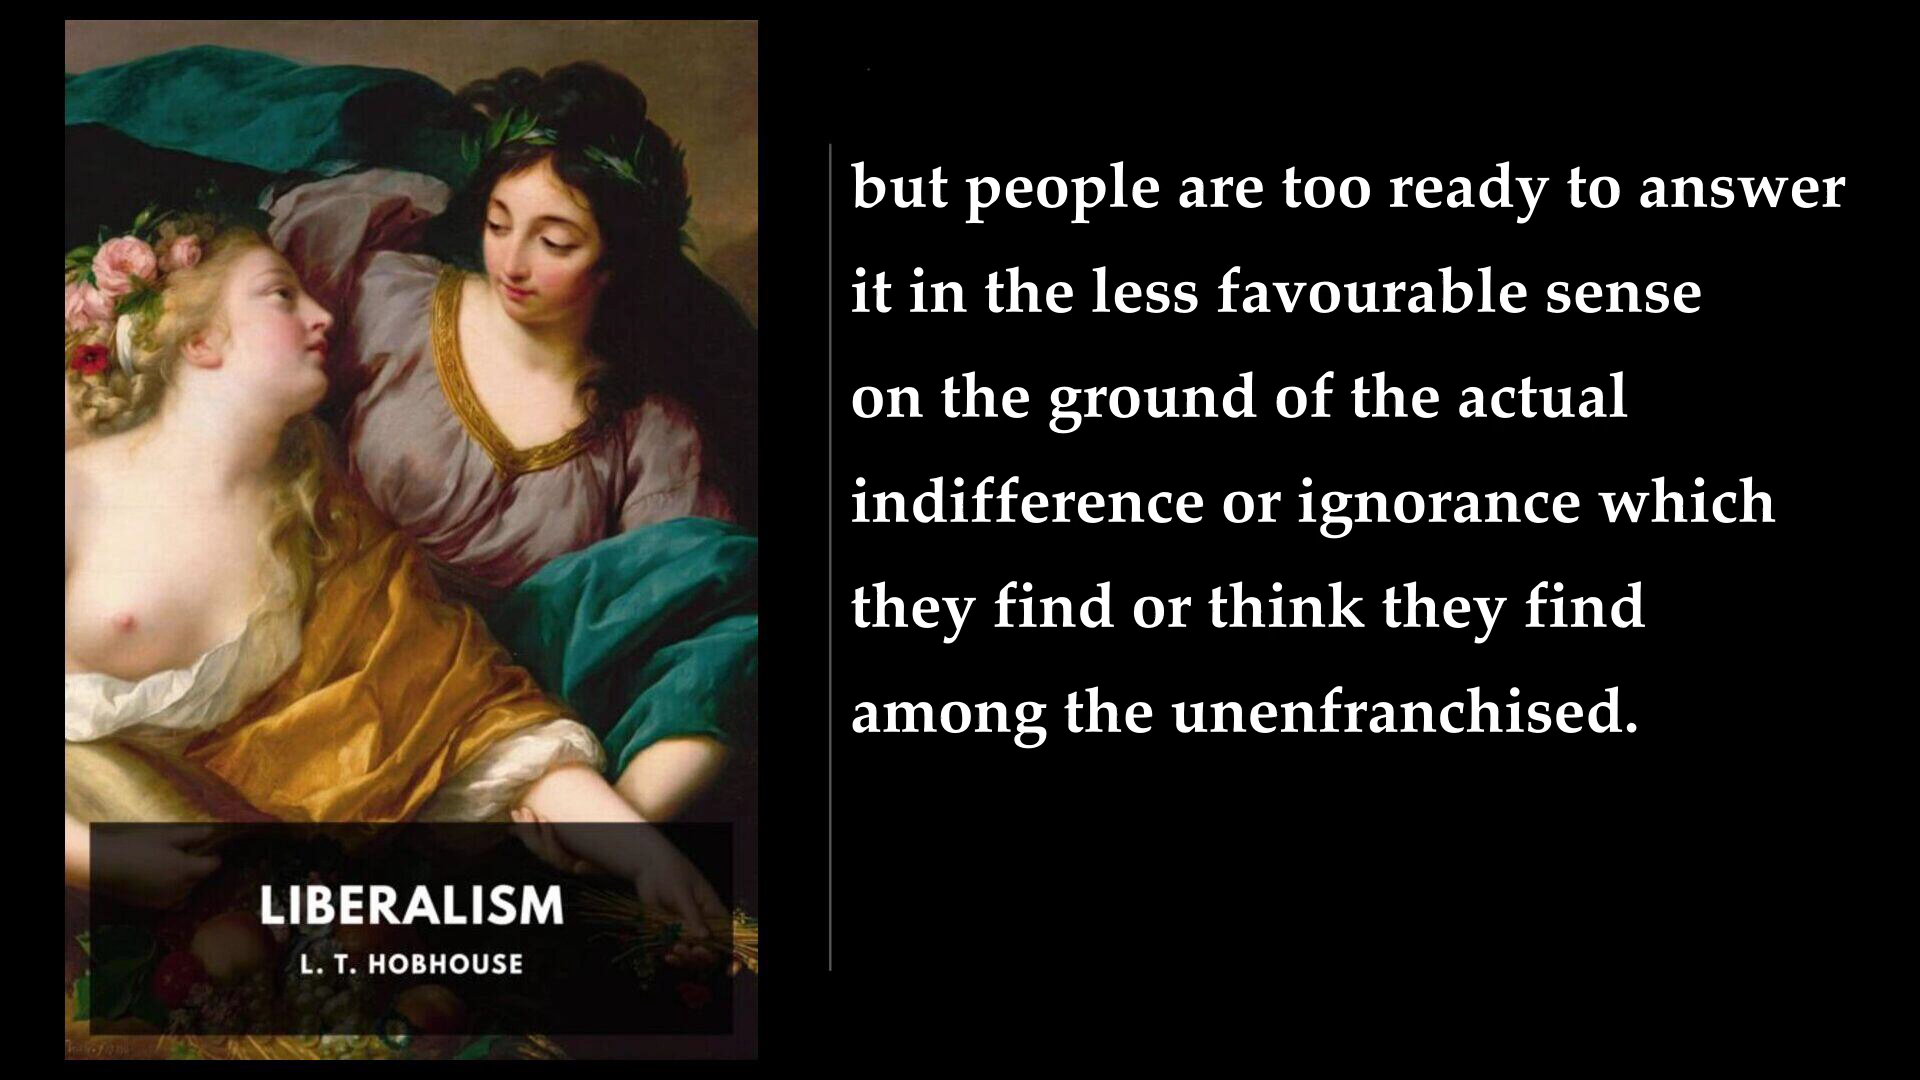 but people are too ready to answer
it in the less favourable sense
on the ground of the actual
indifference or ignorance which
they find or think they find
among the unenfranchised.
LIBERALISM
L. T. HOBHOUSE